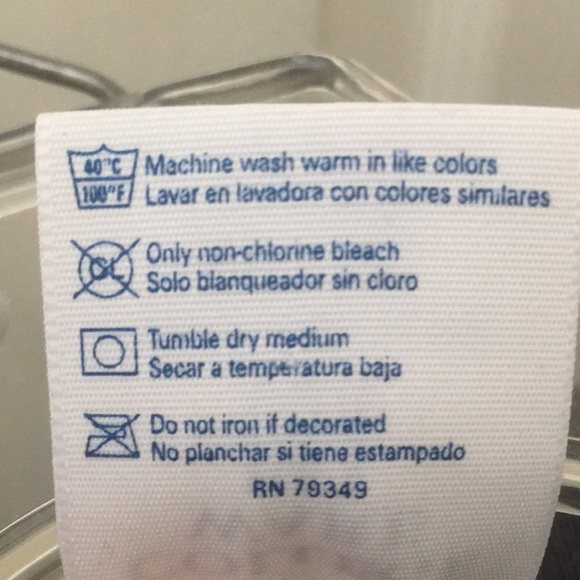 40°C
100°F
Machine wash warm in like colors
Lavar en lavadora con colores similares
CL
Only non-chlorine bleach
Solo blanqueador sin cloro
Tumble dry medium
Secar a temperatura baja
Do not iron if decorated
No planchar si tiene estampado
RN 79349